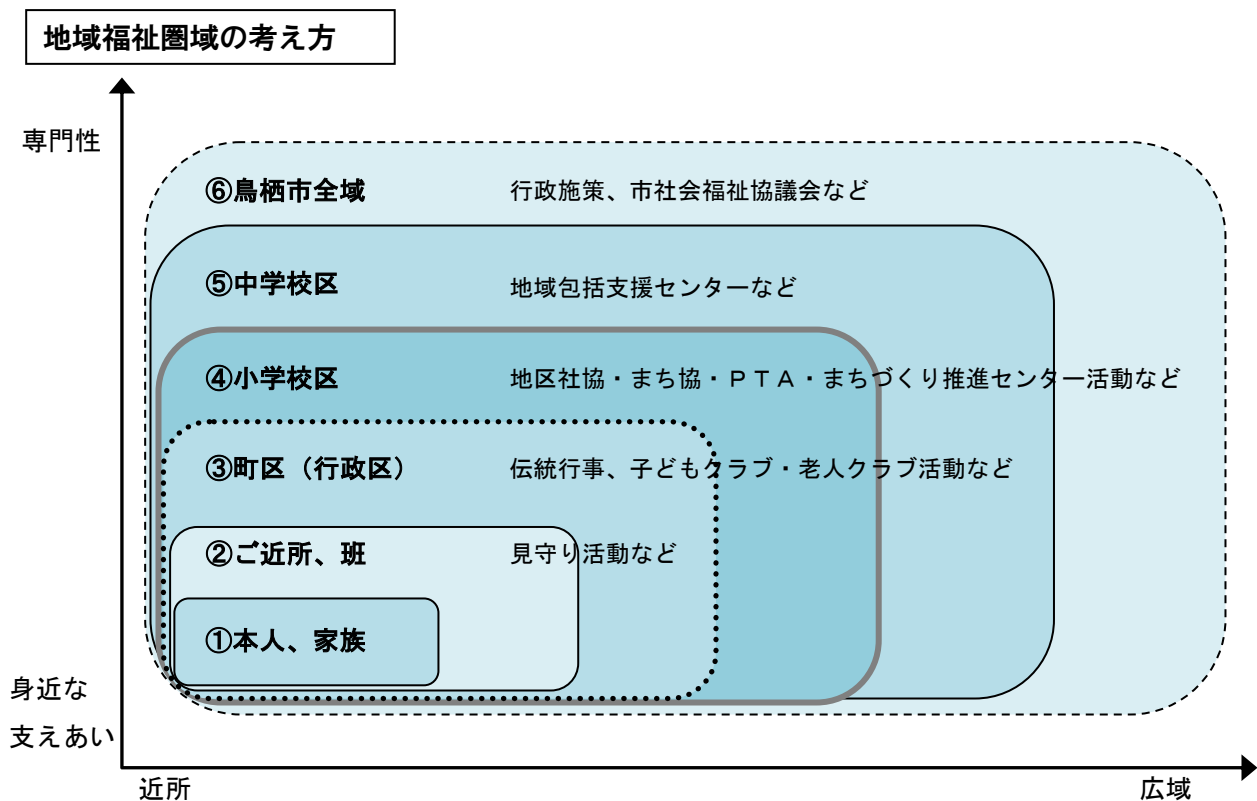 地域福祉圏域の考え方
専門性
⑥鳥栖市全域 行政施策、市社会福祉協議会など
⑤中学校区 地域包括支援センターなど
④小学校区 地区社協・まち協・ＰＴＡ・まちづくり推進センター活動など
③町区（行政区） 伝統行事、子どもクラブ・老人クラブ活動など
②ご近所、班 見守り活動など
①本人、家族
身近な
支えあい
近所 広域